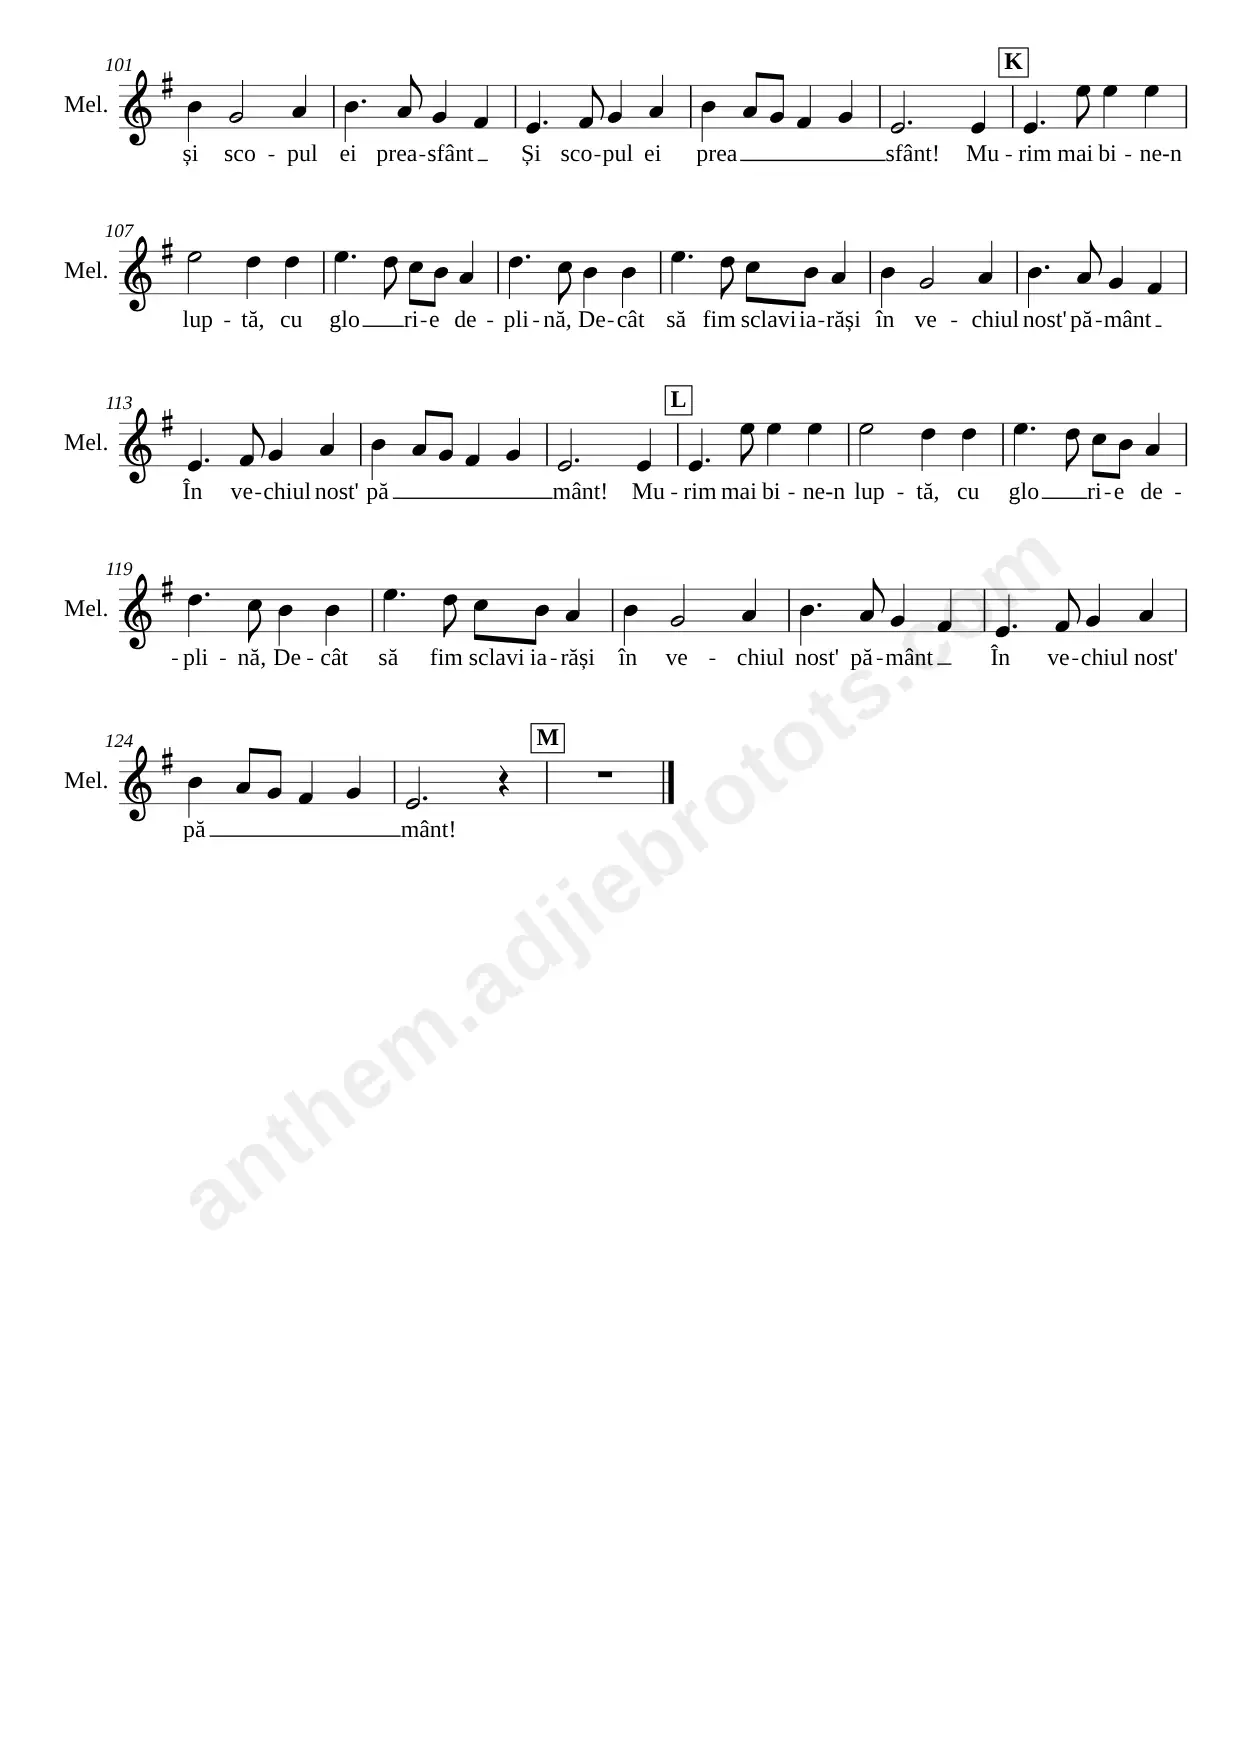 K
101
Mel.
și sco - pul ei prea-sfânt _ Și sco-pul ei prea _ sfânt! Mu - rim mai bi - ne-n
107
Mel.
lup - tă, cu glo _ ri-e de - pli - nă, De-cât să fim sclavi ia-răși în ve - chiul nost' pă-mânt _
L
113
Mel.
În ve-chiul nost' pă _ mânt! Mu - rim mai bi - ne-n lup - tă, cu glo _ ri-e de -
119
Mel.
- pli - nă, De - cât să fim sclavi ia-răși în ve - chiul nost' pă-mânt _ În ve-chiul nost'
M
124
Mel.
pă _ mânt!
anthem.adjiebrotots.com